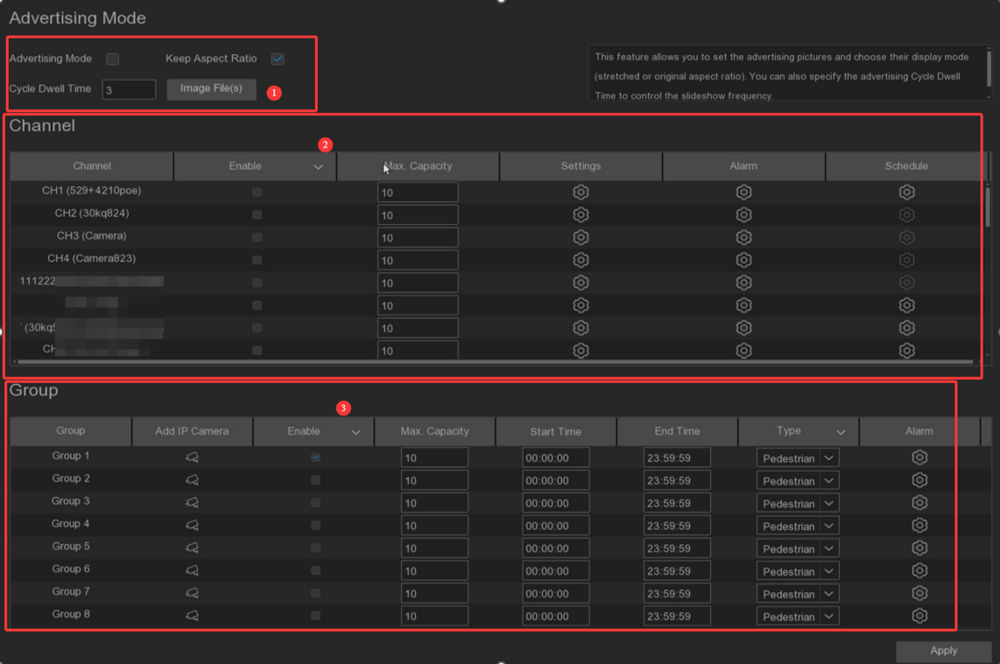 Advertising Mode
Advertising Mode Keep Aspect Ratio
Cycle Dwell Time 3 Image File(s) 1
This feature allows you to set the advertising pictures and choose their display mode
(stretched or original aspect ratio). You can also specify the advertising Cycle Dwell
Time to control the slideshow frequency.
Channel
2
Channel Enable Max. Capacity Settings Alarm Schedule
CH1 (529+4210poe) 10
CH2 (30kq824) 10
CH3 (Camera) 10
CH4 (Camera823) 10
111222 10
10
(30kq 10
10
Group
3
Group Add IP Camera Enable Max. Capacity Start Time End Time Type Alarm
Group 1 10 00:00:00 23:59:59 Pedestrian
Group 2 10 00:00:00 23:59:59 Pedestrian
Group 3 10 00:00:00 23:59:59 Pedestrian
Group 4 10 00:00:00 23:59:59 Pedestrian
Group 5 10 00:00:00 23:59:59 Pedestrian
Group 6 10 00:00:00 23:59:59 Pedestrian
Group 7 10 00:00:00 23:59:59 Pedestrian
Group 8 10 00:00:00 23:59:59 Pedestrian
Apply